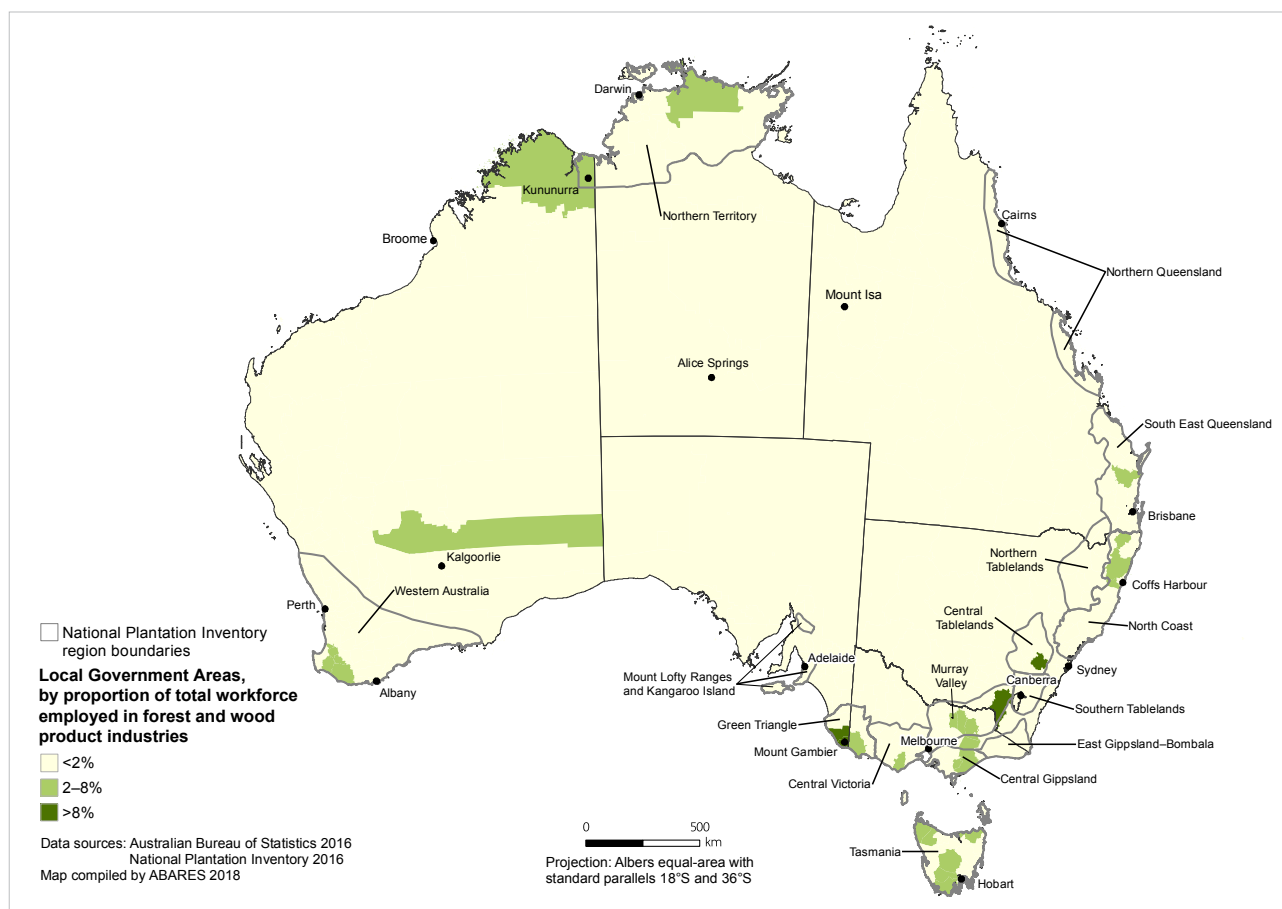 Darwin
Kununurra
Northern Territory
Broome
Cairns
Northern Queensland
Mount Isa
Alice Springs
South East Queensland
Brisbane
Kalgoorlie
Northern
Tablelands
Coffs Harbour
Western Australia
Perth
Central
Tablelands
North Coast
Albany
Adelaide
Mount Lofty Ranges
and Kangaroo Island
Murray
Valley
Canberra
Sydney
Southern Tablelands
Green Triangle
Melbourne
East Gippsland–Bombala
Mount Gambier
Central Victoria
Central Gippsland
Tasmania
Hobart
National Plantation Inventory
region boundaries
Local Government Areas,
by proportion of total workforce
employed in forest and wood
product industries
<2%
2–8%
>8%
Data sources: Australian Bureau of Statistics 2016
National Plantation Inventory 2016
Map compiled by ABARES 2018
0 500
km
Projection: Albers equal-area with
standard parallels 18°S and 36°S